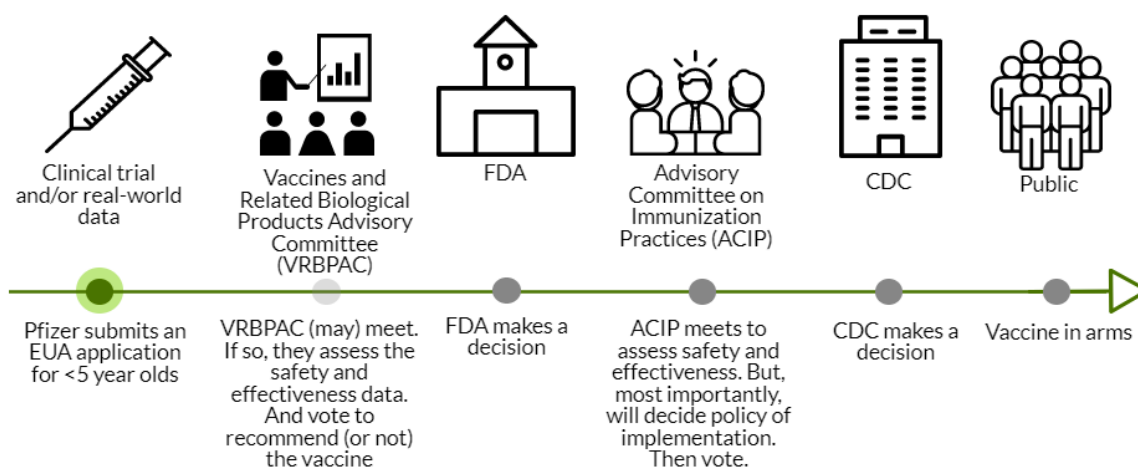 Clinical trial
and/or real-world
data
Vaccines and
Related Biological
Products Advisory
Committee
(VRBPAC)
FDA
Advisory
Committee on
Immunization
Practices (ACIP)
CDC
Public
Pfizer submits an
EUA application
for <5 year olds
VRBPAC (may) meet.
If so, they assess the
safety and
effectiveness data.
And vote to
recommend (or not)
the vaccine
FDA makes a
decision
ACIP meets to
assess safety and
effectiveness. But,
most importantly,
will decide policy of
implementation.
Then vote.
CDC makes a
decision
Vaccine in arms